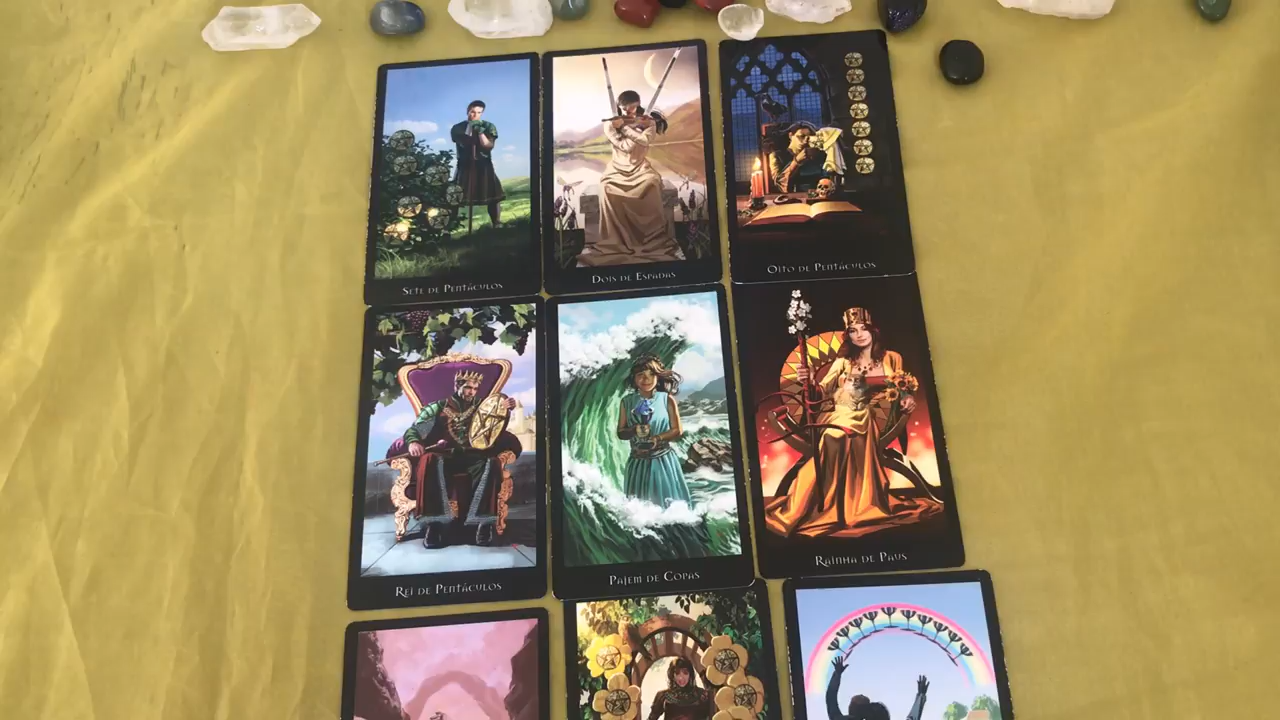 Sete de Pentáculos
Dois de Espadas
Oito de Pentáculos
Rei de Pentáculos
Pajem de Copas
Rainha de Paus